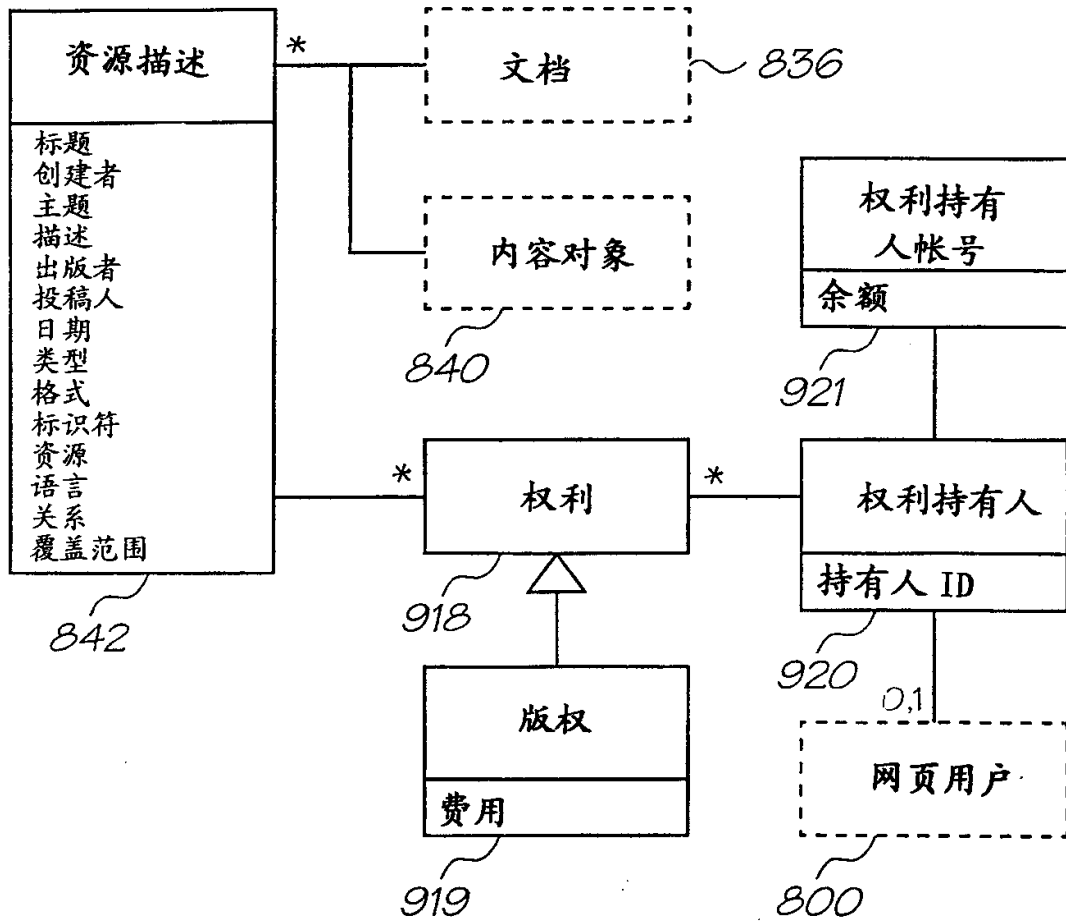 资源描述
*
标题
创建者
主题
描述
出版者
投稿人
日期
类型
格式
标识符
资源
语言
关系
覆盖范围
842
文档
836
内容对象
840
权利持有
人帐号
余额
921
*
权利
918
*
权利持有人
持有人 ID
920
0,1
版权
费用
919
网页用户
800